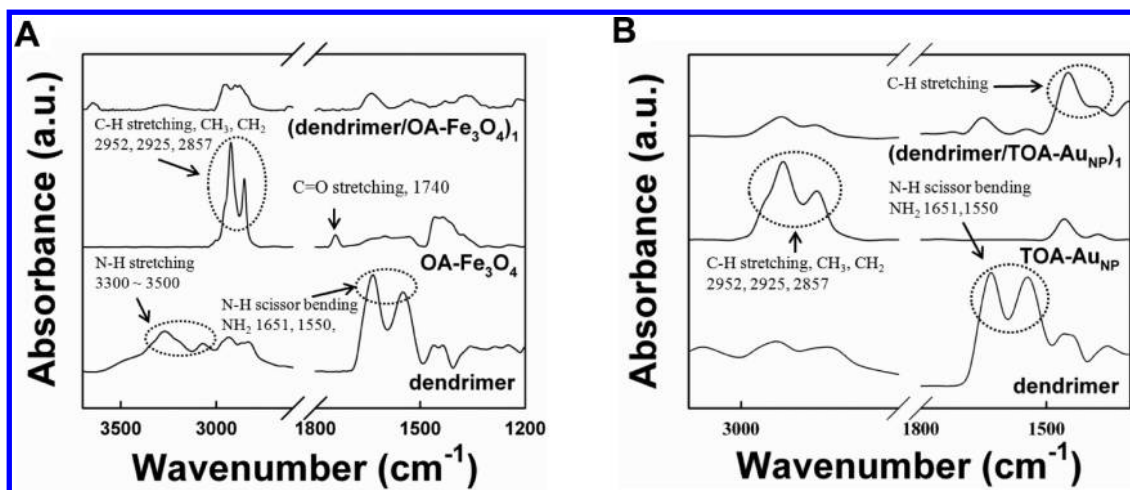 A
Absorbance (a.u.)
(dendrimer/OA-Fe₃O₄)₁
C-H stretching, CH₃, CH₂
2952, 2925, 2857
C=O stretching, 1740
OA-Fe₃O₄
N-H stretching
3300 ~ 3500
N-H scissor bending
NH₂ 1651, 1550,
dendrimer
3500 3000 1800 1500 1200
Wavenumber (cm⁻¹)
B
Absorbance (a.u.)
C-H stretching
(dendrimer/TOA-Au_NP)₁
N-H scissor bending
NH₂ 1651,1550
TOA-Au_NP
C-H stretching, CH₃, CH₂
2952, 2925, 2857
dendrimer
3000 1800 1500
Wavenumber (cm⁻¹)